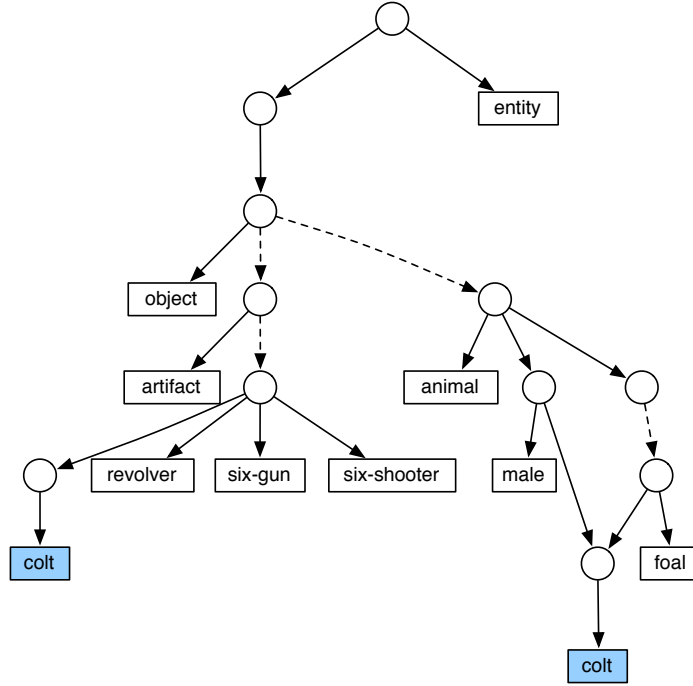 entity
object
artifact
animal
revolver
six-gun
six-shooter
male
colt
foal
colt